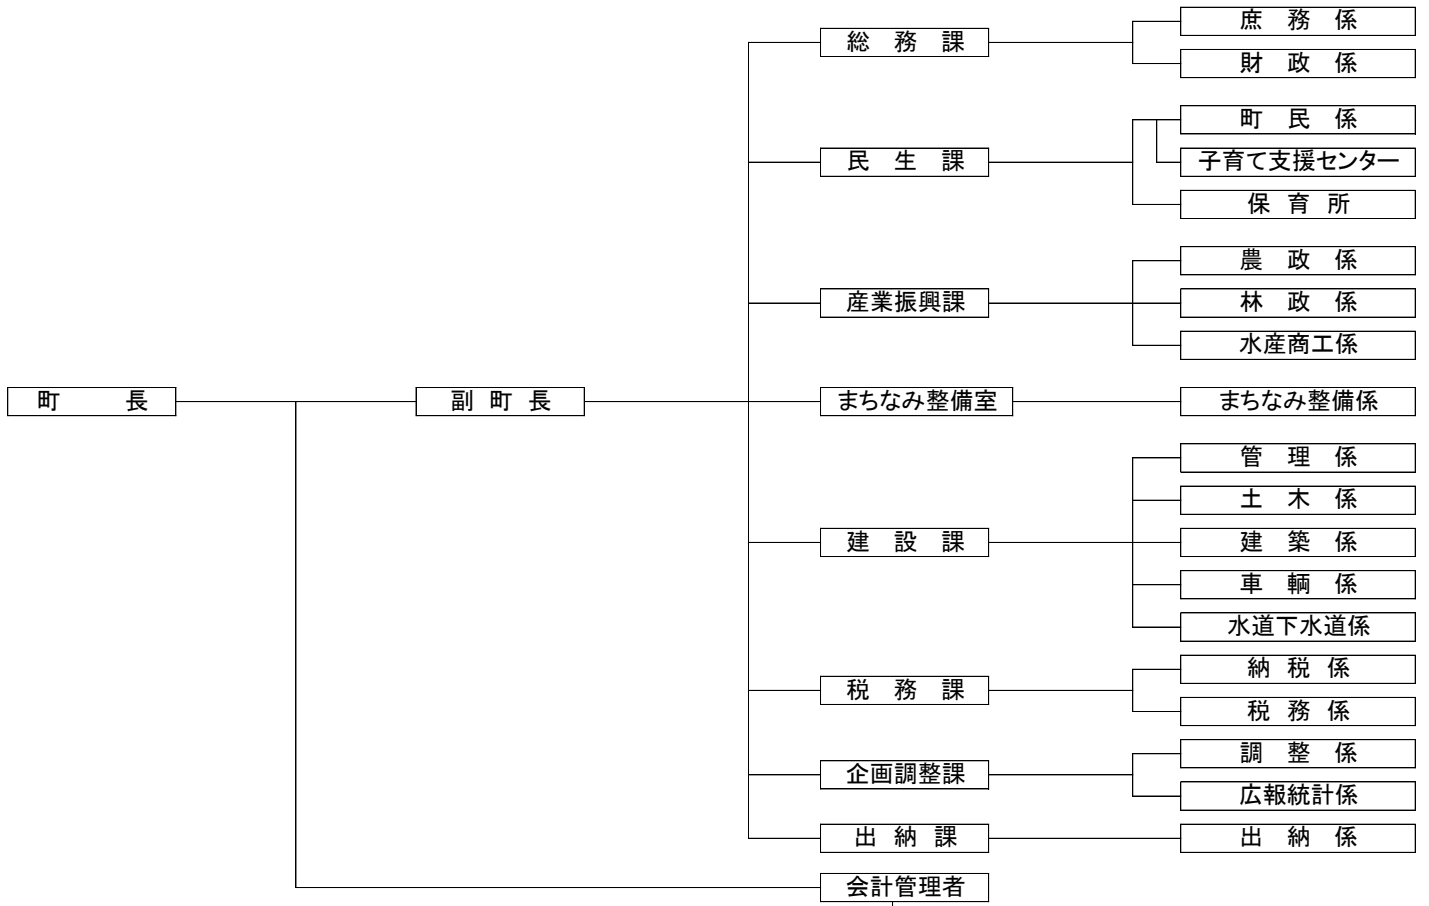 庶　務　係
総　務　課
財　政　係
町　民　係
民　生　課
子育て支援センター
保　育　所
農　政　係
産業振興課
林　政　係
水産商工係
町　　　長
副　町　長
まちなみ整備室
まちなみ整備係
管　理　係
土　木　係
建　設　課
建　築　係
車　輌　係
水道下水道係
納　税　係
税　務　課
税　務　係
調　整　係
企画調整課
広報統計係
出　納　課
出　納　係
会計管理者